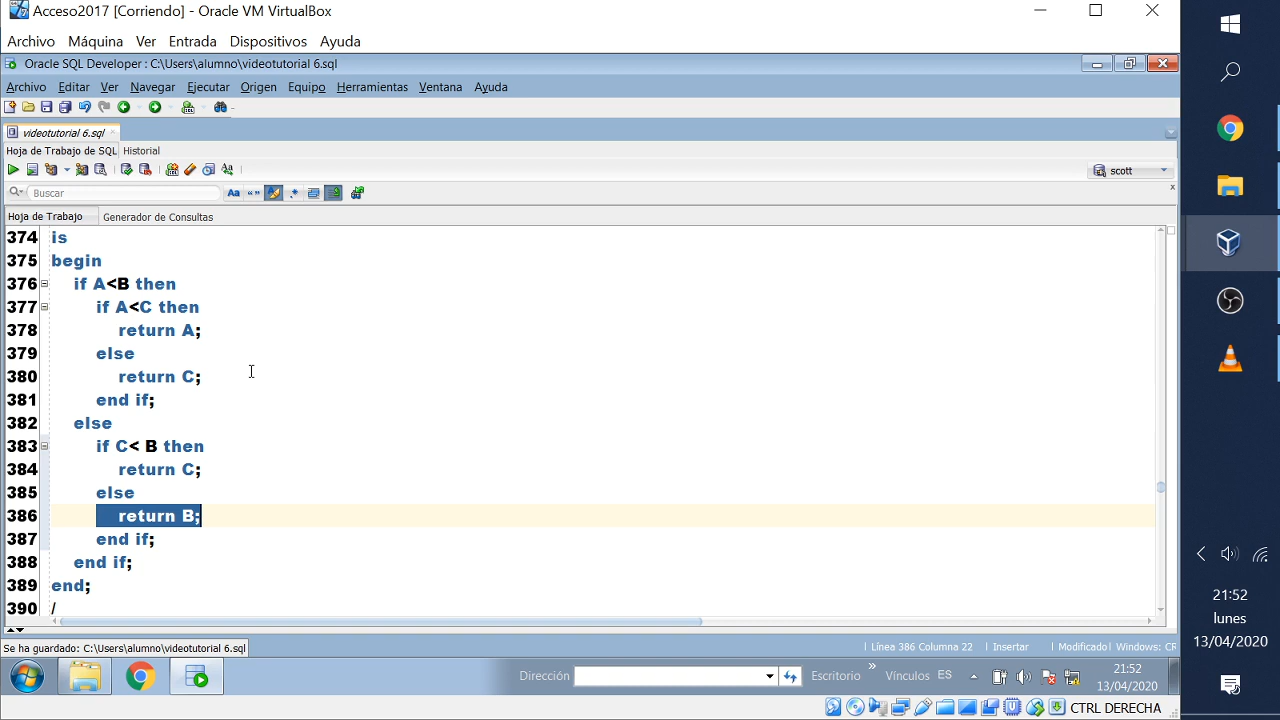 Acceso2017 [Corriendo] - Oracle VM VirtualBox
Archivo Máquina Ver Entrada Dispositivos Ayuda
Oracle SQL Developer : C:\Users\alumno\videotutorial 6.sql
Archivo Editar Ver Navegar Ejecutar Origen Equipo Herramientas Ventana Ayuda
videotutorial 6.sql
Hoja de Trabajo de SQL Historial
scott
Buscar
Hoja de Trabajo Generador de Consultas
374 is
375 begin
376 if A<B then
377 if A<C then
378 return A;
379 else
380 return C;
381 end if;
382 else
383 if C< B then
384 return C;
385 else
386 return B;
387 end if;
388 end if;
389 end;
390 /
Se ha guardado: C:\Users\alumno\videotutorial 6.sql
Línea 386 Columna 22 Insertar Modificado Windows: CR
Dirección Escritorio Vínculos ES
21:52
13/04/2020
CTRL DERECHA
21:52
lunes
13/04/2020